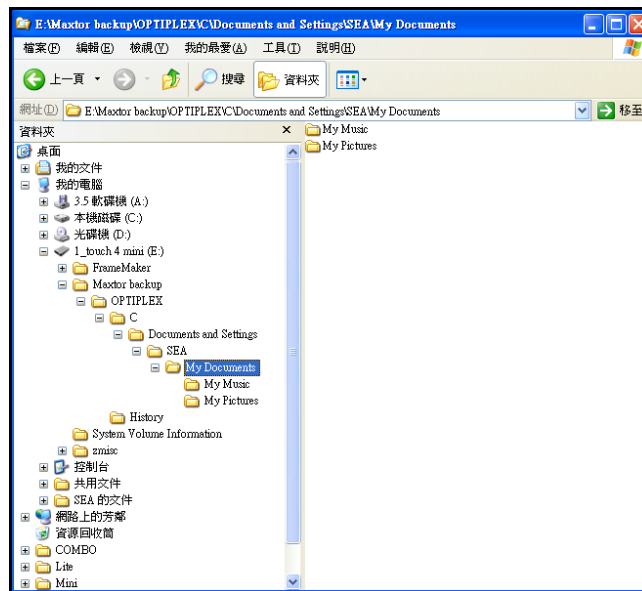 E:\Maxtor backup\OPTIPLEX\C\Documents and Settings\SEA\My Documents
檔案(F) 編輯(E) 檢視(V) 我的最愛(A) 工具(T) 說明(H)
上一頁 搜尋 資料夾
網址(D) E:\Maxtor backup\OPTIPLEX\C\Documents and Settings\SEA\My Documents 移至
資料夾
桌面
我的文件
我的電腦
3.5 軟碟機 (A:)
本機磁碟 (C:)
光碟機 (D:)
1_touch 4 mini (E:)
FrameMaker
Maxtor backup
OPTIPLEX
C
Documents and Settings
SEA
My Documents
My Music
My Pictures
History
System Volume Information
zmisc
控制台
共用文件
SEA 的文件
網路上的芳鄰
資源回收筒
COMBO
Lite
Mini
My Music
My Pictures